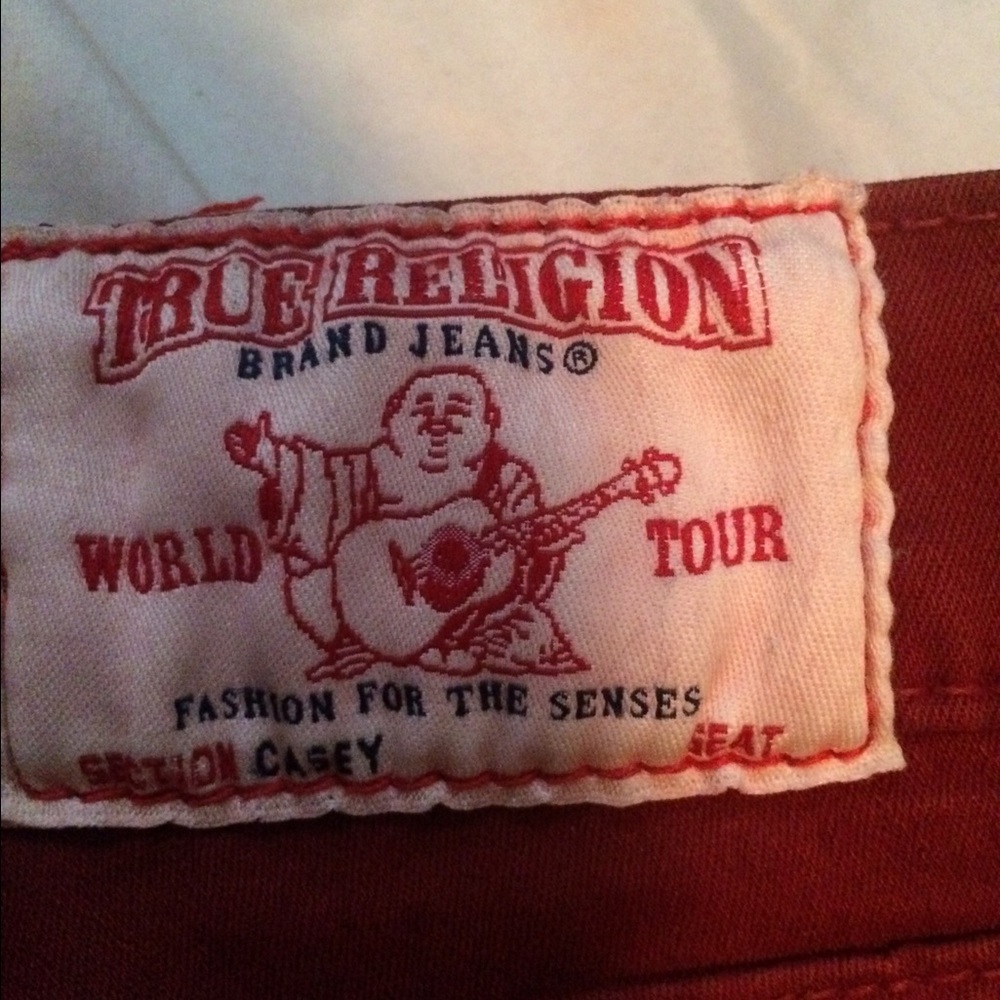 TRUE RELIGION
BRAND JEANS®
WORLD TOUR
FASHION FOR THE SENSES
SECTION CASEY SEAT